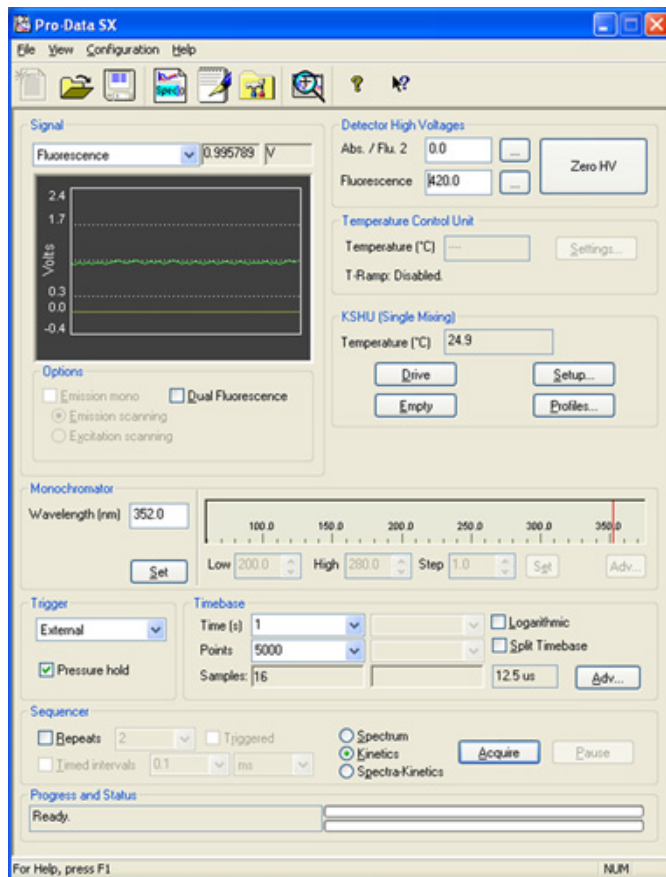 Pro-Data SX
File View Configuration Help
Specta
Signal
Fluorescence 0.995789 V
2.4
1.7
Volts
0.3
0.0
-0.4
Options
Emission mono Dual Fluorescence
Emission scanning
Excitation scanning
Detector High Voltages
Abs. / Flu. 2 0.0 ... Zero HV
Fluorescence 420.0 ...
Temperature Control Unit
Temperature (°C) --- Settings...
T-Ramp: Disabled.
KSHU (Single Mixing)
Temperature (°C) 24.9
Drive Setup...
Empty Profiles...
Monochromator
Wavelength (nm) 352.0
100.0 150.0 200.0 250.0 300.0 350.0
Set Low 200.0 High 280.0 Step 1.0 Set Adv...
Trigger
External
Pressure hold
Timebase
Time (s) 1 Logarithmic
Points 5000 Split Timebase
Samples: 16 12.5 us Adv...
Sequencer
Repeats 2 Triggered
Timed intervals 0.1 ms
Spectrum
Kinetics Acquire Pause
Spectra-Kinetics
Progress and Status
Ready.
For Help, press F1 NUM